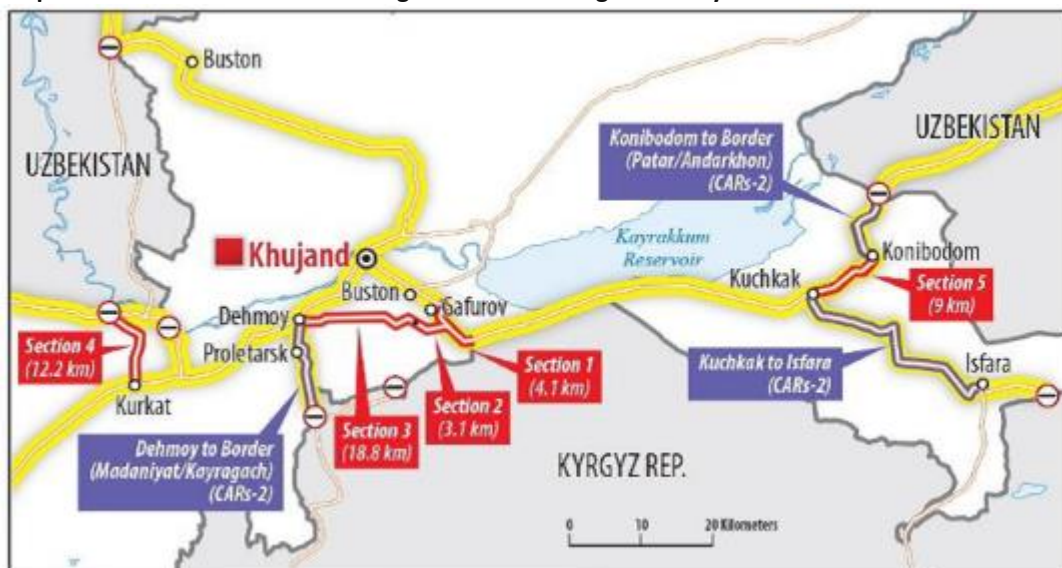 Buston
UZBEKISTAN
Konibodom to Border
(Patar/Andarkhon)
(CARs-2)
UZBEKISTAN
Khujand
Kayrakkum
Reservoir
Konibodom
Kuchkak
Buston
Gafurov
Dehmoy
Section 5
(9 km)
Section 4
(12.2 km)
Proletarsk
Section 1
(4.1 km)
Kuchkak to Isfara
(CARs-2)
Isfara
Kurkat
Section 2
(3.1 km)
Section 3
(18.8 km)
Dehmoy to Border
(Madaniyat/Kayragach)
(CARs-2)
KYRGYZ REP.
0 10 20 Kilometers